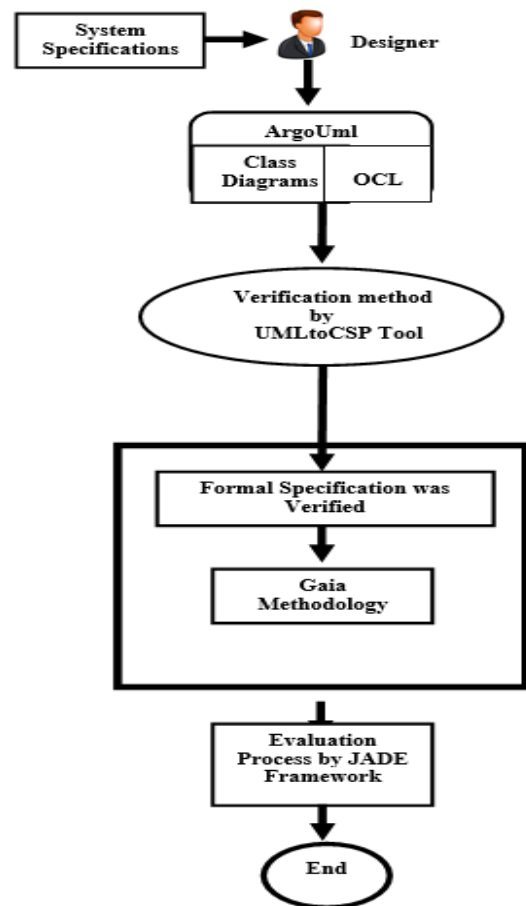 System
Specifications
Designer
ArgoUml
Class
Diagrams
OCL
Verification method
by
UMLtoCSP Tool
Formal Specification was
Verified
Gaia
Methodology
Evaluation
Process by JADE
Framework
End